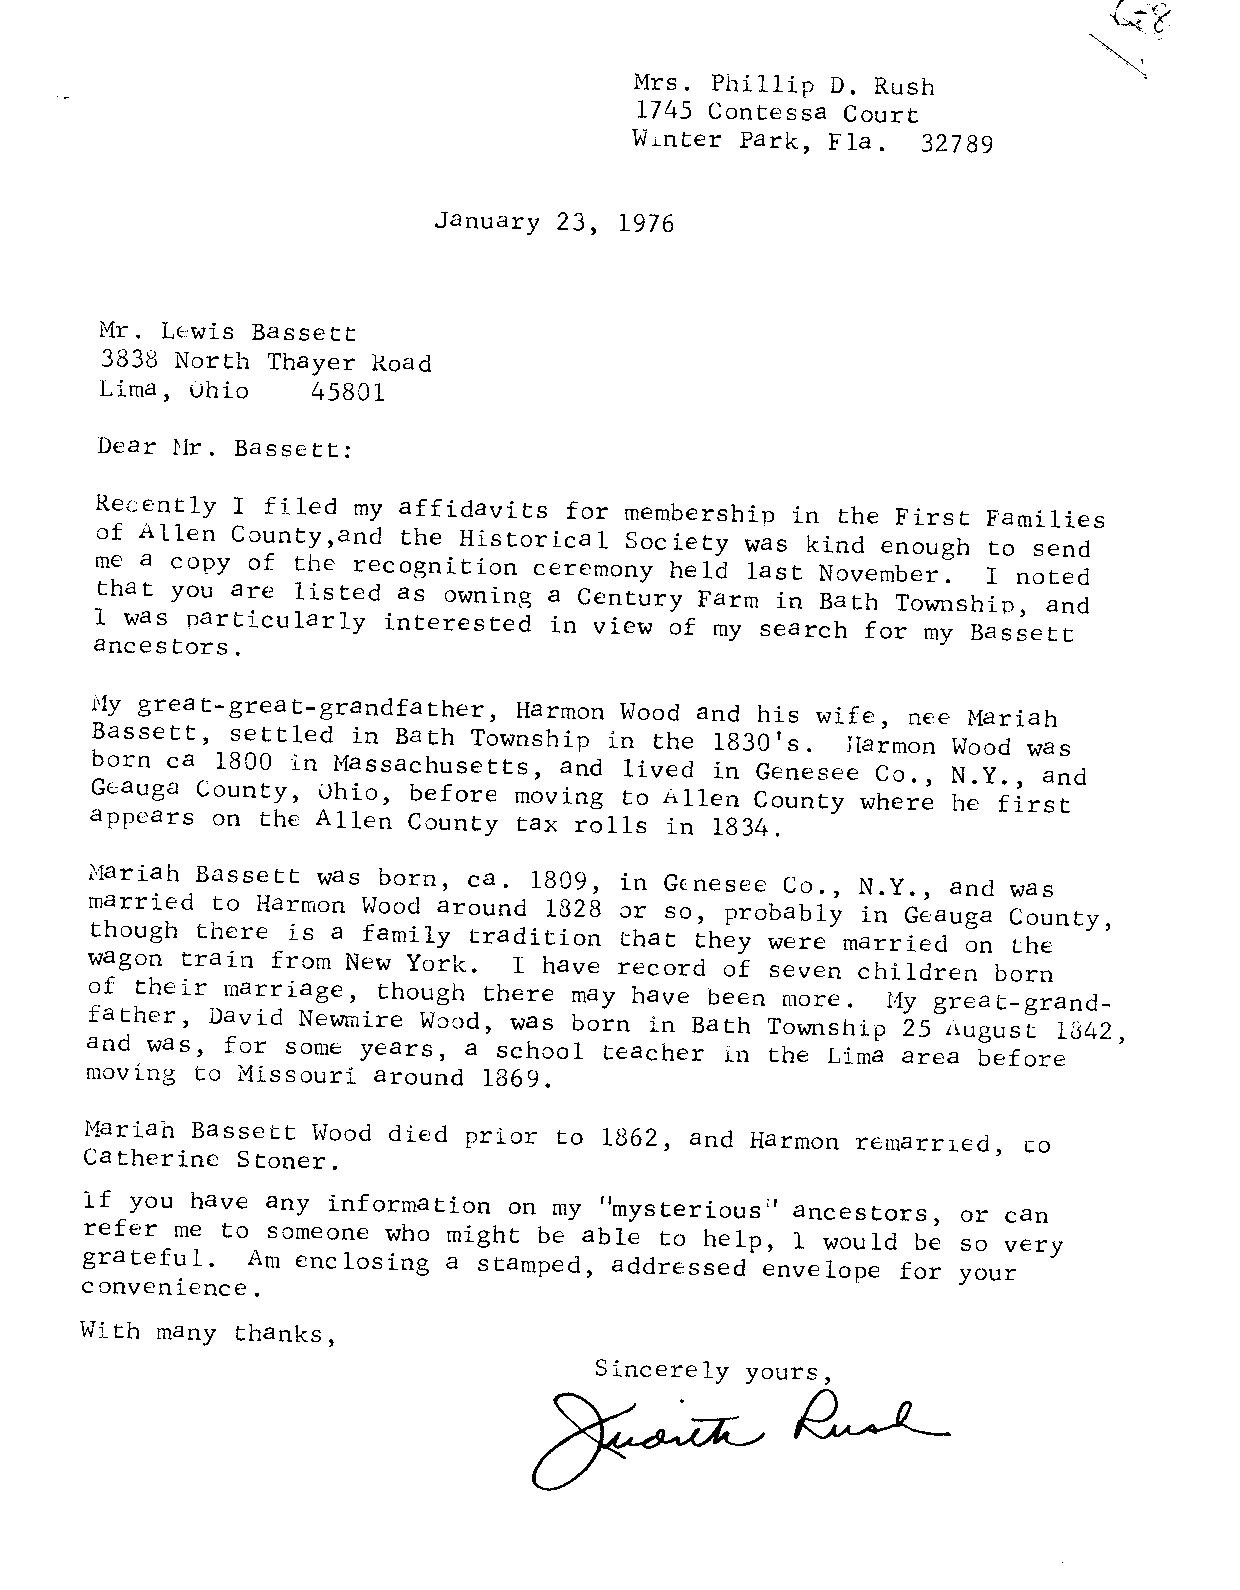 G-8
Mrs. Phillip D. Rush
1745 Contessa Court
Winter Park, Fla. 32789
January 23, 1976
Mr. Lewis Bassett
3838 North Thayer Road
Lima, Ohio 45801
Dear Mr. Bassett:
Recently I filed my affidavits for membership in the First Families
of Allen County,and the Historical Society was kind enough to send
me a copy of the recognition ceremony held last November. I noted
that you are listed as owning a Century Farm in Bath Township, and
I was particularly interested in view of my search for my Bassett
ancestors.
My great-great-grandfather, Harmon Wood and his wife, nee Mariah
Bassett, settled in Bath Township in the 1830's. Harmon Wood was
born ca 1800 in Massachusetts, and lived in Genesee Co., N.Y., and
Geauga County, Ohio, before moving to Allen County where he first
appears on the Allen County tax rolls in 1834.
Mariah Bassett was born, ca. 1809, in Genesee Co., N.Y., and was
married to Harmon Wood around 1828 or so, probably in Geauga County,
though there is a family tradition that they were married on the
wagon train from New York. I have record of seven children born
of their marriage, though there may have been more. My great-grand-
father, David Newmire Wood, was born in Bath Township 25 August 1842,
and was, for some years, a school teacher in the Lima area before
moving to Missouri around 1869.
Mariah Bassett Wood died prior to 1862, and Harmon remarried, to
Catherine Stoner.
If you have any information on my "mysterious" ancestors, or can
refer me to someone who might be able to help, I would be so very
grateful. Am enclosing a stamped, addressed envelope for your
convenience.
With many thanks,
Sincerely yours,
Judith Rush